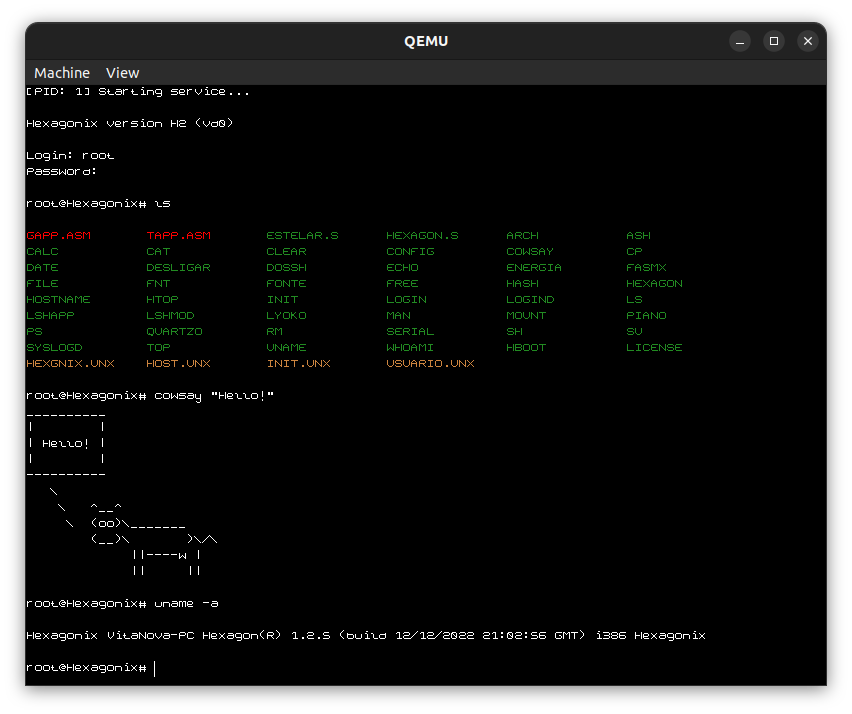 QEMU
Machine View
[PID: 1] Starting service...
Hexagonix version H2 (vd0)
Login: root
Password:
root@Hexagonix# ls
GAPP.ASM TAPP.ASM ESTELAR.S HEXAGON.S ARCH ASH
CALC CAT CLEAR CONFIG COWSAY CP
DATE DESLIGAR DOSSH ECHO ENERGIA FASMX
FILE FNT FONTE FREE HASH HEXAGON
HOSTNAME HTOP INIT LOGIN LOGIND LS
LSHAPP LSHMOD LYOKO MAN MOUNT PIANO
PS QUARTZO RM SERIAL SH SU
SYSLOGD TOP UNAME WHOAMI HBOOT LICENSE
HEXGNIX.UNX HOST.UNX INIT.UNX USUARIO.UNX
root@Hexagonix# cowsay "Hello!"
----------
|        |
| Hello! |
|        |
----------
   \
    \   ^__^
     \  (oo)\_______
        (__)\       )\/\
             ||----w |
             ||     ||
root@Hexagonix# uname -a
Hexagonix VitaNova-PC Hexagon(R) 1.2.5 (build 12/12/2022 21:02:56 GMT) i386 Hexagonix
root@Hexagonix#